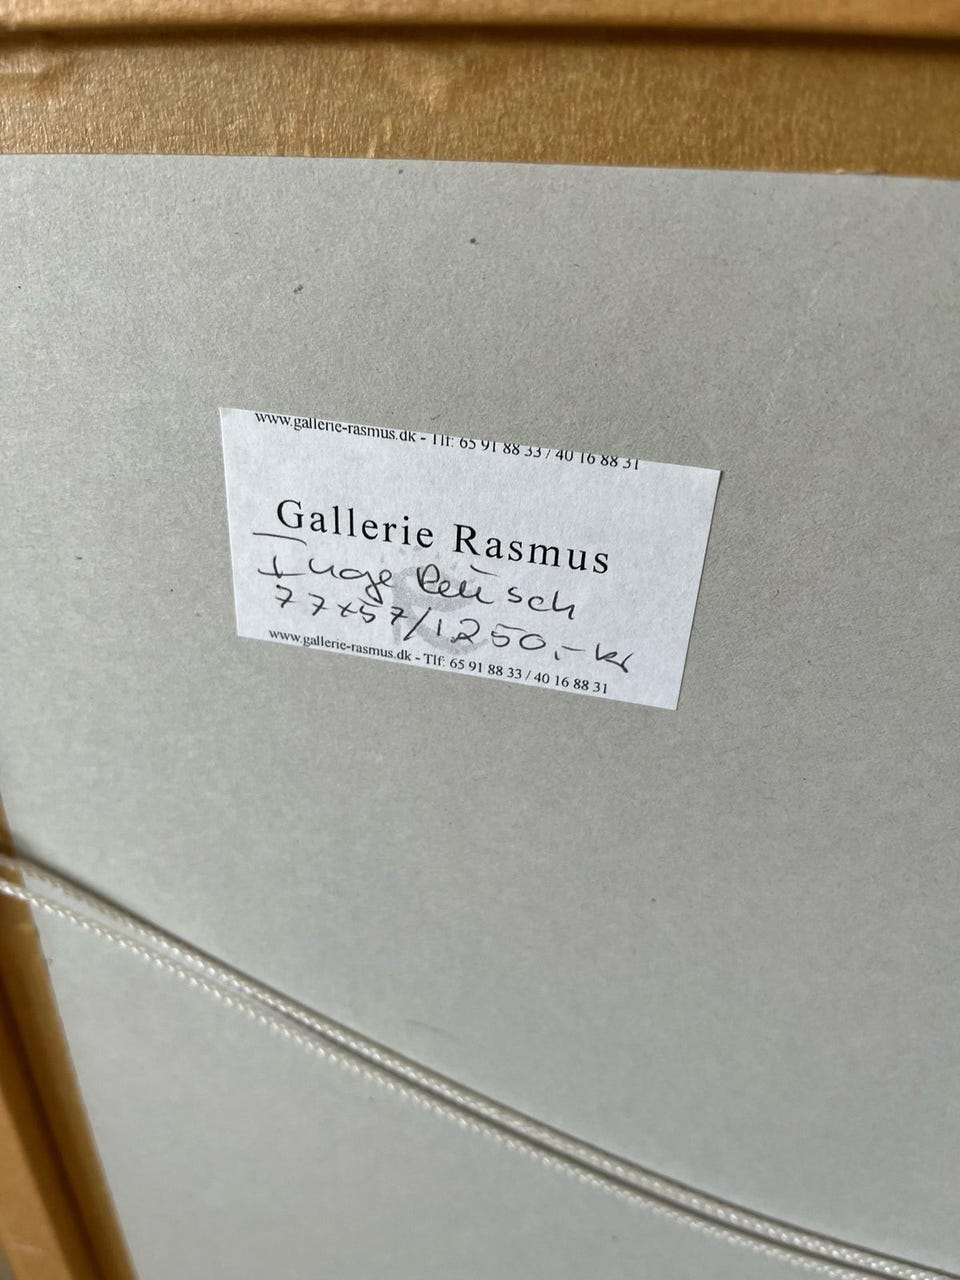 www.gallerie-rasmus.dk - Tlf: 65 91 88 33 / 40 16 88 31
Gallerie Rasmus
Inge Reusch
77x57/1250,- kr
www.gallerie-rasmus.dk - Tlf: 65 91 88 33 / 40 16 88 31